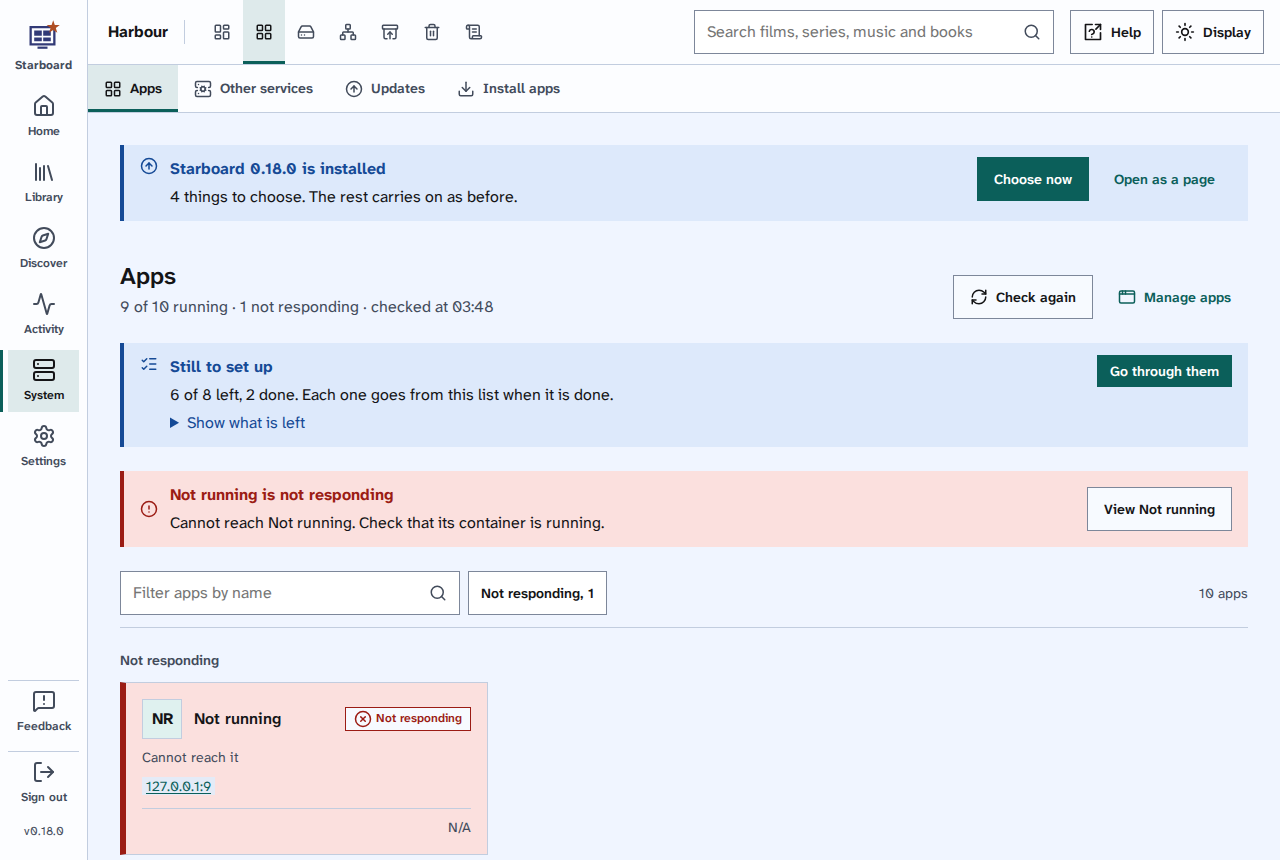 Starboard
Home
Library
Discover
Activity
System
Settings
Feedback
Sign out
v0.18.0
Harbour
Search films, series, music and books
Help
Display
Apps
Other services
Updates
Install apps
Starboard 0.18.0 is installed
4 things to choose. The rest carries on as before.
Choose now
Open as a page
Apps
9 of 10 running · 1 not responding · checked at 03:48
Check again
Manage apps
Still to set up
6 of 8 left, 2 done. Each one goes from this list when it is done.
Show what is left
Go through them
Not running is not responding
Cannot reach Not running. Check that its container is running.
View Not running
Filter apps by name
Not responding, 1
10 apps
Not responding
NR
Not running
Not responding
Cannot reach it
127.0.0.1:9
N/A